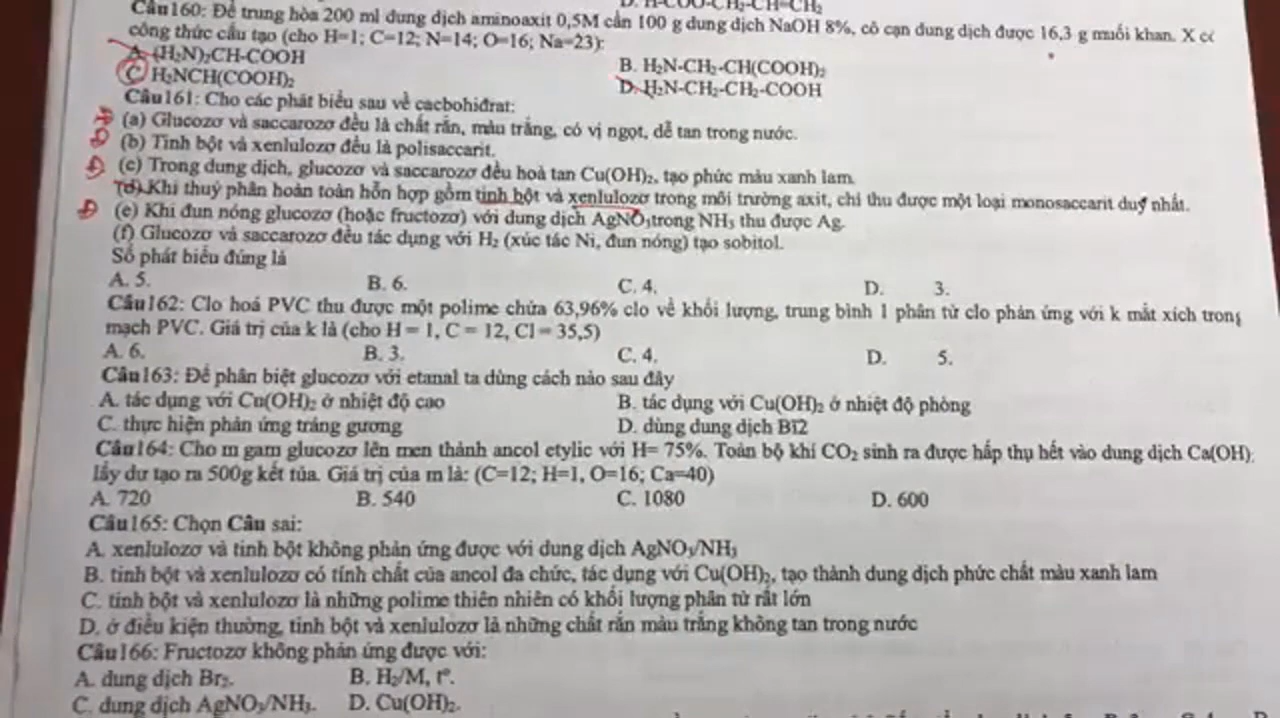 D. H-COO-CH₂-CH=CH₂
Câu160: Để trung hòa 200 ml dung dịch aminoaxit 0,5M cần 100 g dung dịch NaOH 8%, cô cạn dung dịch được 16,3 g muối khan. X có
công thức cấu tạo (cho H=1; C=12; N=14; O=16; Na=23):
A. (H₂N)₂CH-COOH
B. H₂N-CH₂-CH(COOH)₂
C. H₂NCH(COOH)₂
D. H₂N-CH₂-CH₂-COOH
Câu161: Cho các phát biểu sau về cacbohiđrat:
(a) Glucozơ và saccarozơ đều là chất rắn, màu trắng, có vị ngọt, dễ tan trong nước.
(b) Tinh bột và xenlulozơ đều là polisaccarit.
(c) Trong dung dịch, glucozơ và saccarozơ đều hoà tan Cu(OH)₂, tạo phức màu xanh lam.
(d) Khi thuỷ phân hoàn toàn hỗn hợp gồm tinh bột và xenlulozơ trong môi trường axit, chỉ thu được một loại monosaccarit duy nhất.
(e) Khi đun nóng glucozơ (hoặc fructozơ) với dung dịch AgNO₃trong NH₃ thu được Ag.
(f) Glucozơ và saccarozơ đều tác dụng với H₂ (xúc tác Ni, đun nóng) tạo sobitol.
Số phát biểu đúng là
A. 5. B. 6. C. 4. D. 3.
Câu162: Clo hoá PVC thu được một polime chứa 63,96% clo về khối lượng, trung bình 1 phân tử clo phản ứng với k mắt xích trong
mạch PVC. Giá trị của k là (cho H = 1, C = 12, Cl = 35,5)
A. 6. B. 3. C. 4. D. 5.
Câu163: Để phân biệt glucozơ với etanal ta dùng cách nào sau đây
A. tác dụng với Cu(OH)₂ ở nhiệt độ cao B. tác dụng với Cu(OH)₂ ở nhiệt độ phòng
C. thực hiện phản ứng tráng gương D. dùng dung dịch Br2
Câu164: Cho m gam glucozơ lên men thành ancol etylic với H= 75%. Toàn bộ khí CO₂ sinh ra được hấp thụ hết vào dung dịch Ca(OH)₂
lấy dư tạo ra 500g kết tủa. Giá trị của m là: (C=12; H=1, O=16; Ca=40)
A. 720 B. 540 C. 1080 D. 600
Câu165: Chọn Câu sai:
A. xenlulozơ và tinh bột không phản ứng được với dung dịch AgNO₃/NH₃
B. tinh bột và xenlulozơ có tính chất của ancol đa chức, tác dụng với Cu(OH)₂, tạo thành dung dịch phức chất màu xanh lam
C. tinh bột và xenlulozơ là những polime thiên nhiên có khối lượng phân tử rất lớn
D. ở điều kiện thường, tinh bột và xenlulozơ là những chất rắn màu trắng không tan trong nước
Câu166: Fructozơ không phản ứng được với:
A. dung dịch Br₂. B. H₂/M, t°.
C. dung dịch AgNO₃/NH₃. D. Cu(OH)₂.